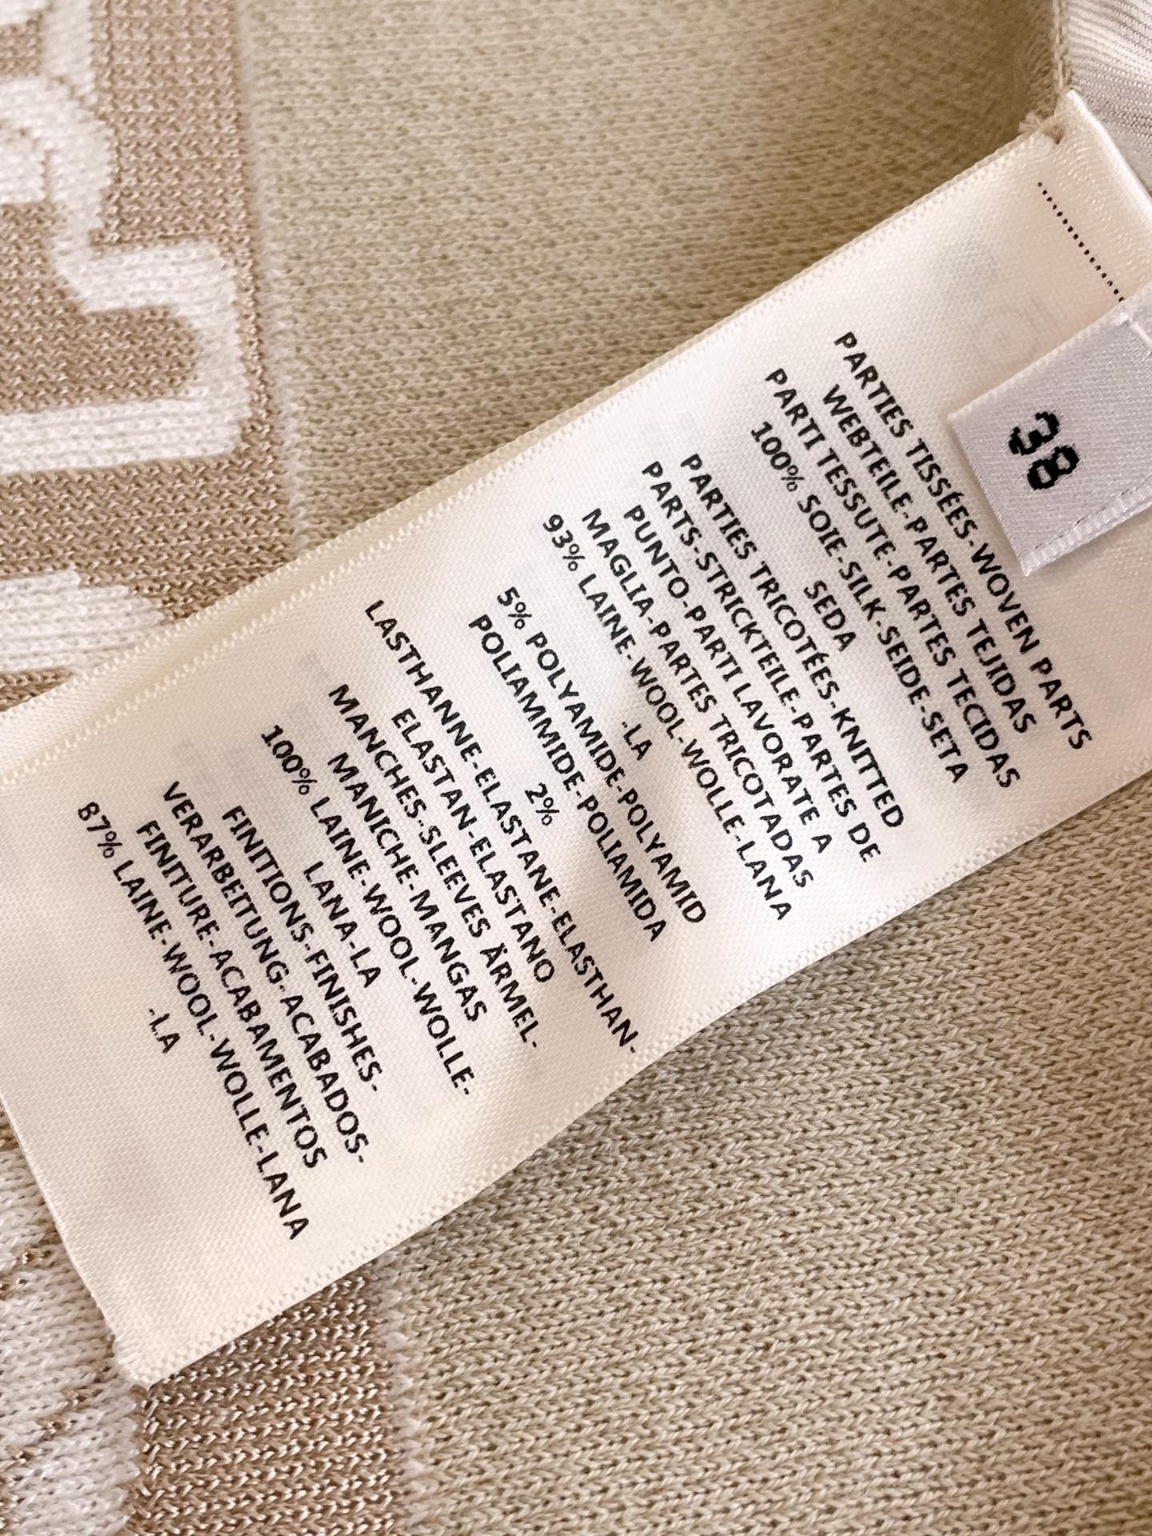 38
PARTIES TISSÉES-WOVEN PARTS
WEBTEILE-PARTES TEJIDAS
PARTI TESSUTE-PARTES TECIDAS
100% SOIE-SILK-SEIDE-SETA
SEDA
PARTIES TRICOTÉES-KNITTED
PARTS-STRICKTEILE-PARTES DE
PUNTO-PARTI LAVORATE A
MAGLIA-PARTES TRICOTADAS
93% LAINE-WOOL-WOLLE-LANA
-LA
5% POLYAMIDE-POLYAMID
POLIAMMIDE-POLIAMIDA
2%
LASTHANNE-ELASTANE-ELASTHAN-
ELASTAN-ELASTANO
MANCHES-SLEEVES ÄRMEL-
MANICHE-MANGAS
100% LAINE-WOOL-WOLLE-
LANA-LA
FINITIONS-FINISHES-
VERARBEITUNG-ACABADOS-
FINITURE-ACABAMENTOS
87% LAINE-WOOL-WOLLE-LANA
-LA